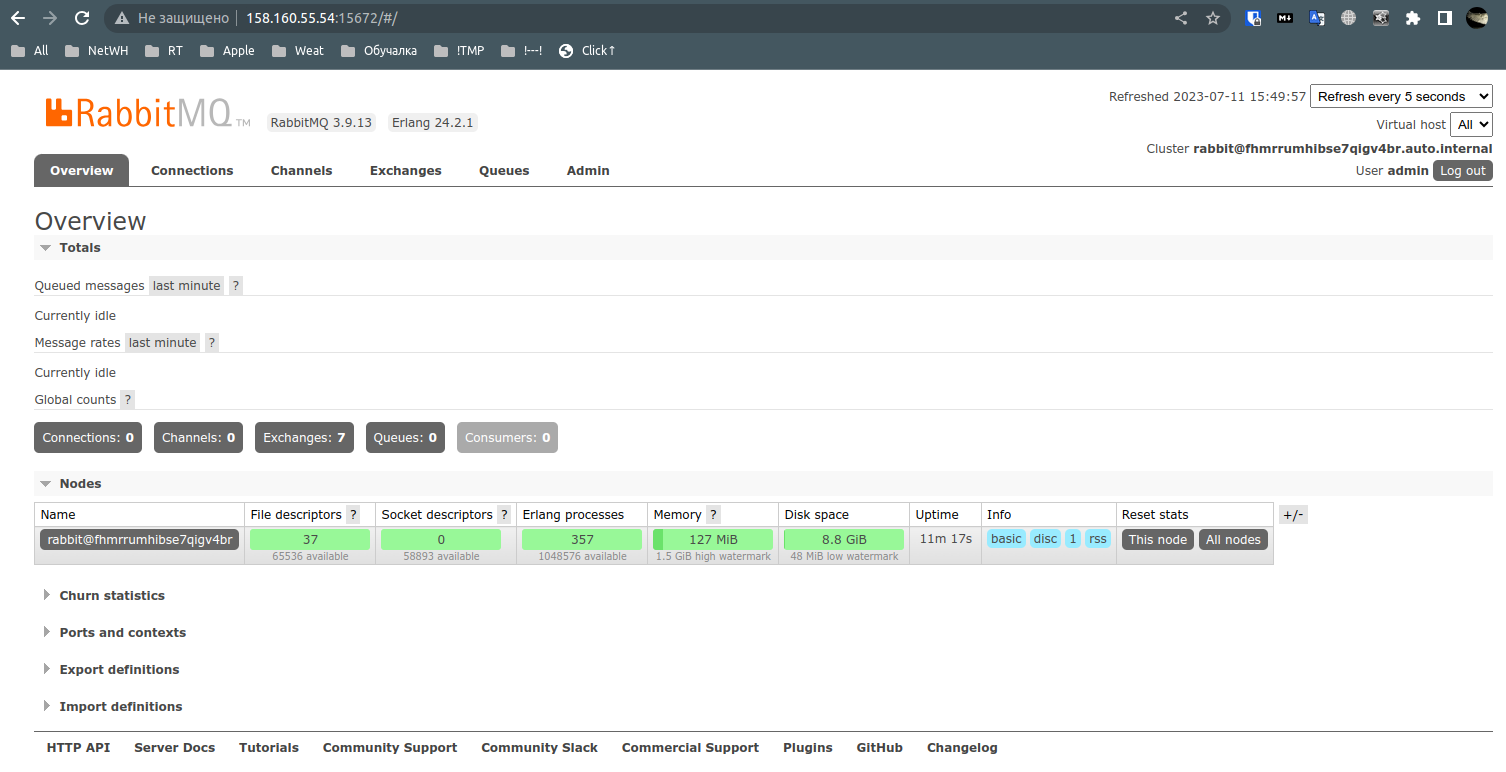 Не защищено 158.160.55.54:15672/#/
All NetWH RT Apple Weat Обучалка !TMP !---! Click↑
Refreshed 2023-07-11 15:49:57 Refresh every 5 seconds
RabbitMQ TM RabbitMQ 3.9.13 Erlang 24.2.1
Virtual host All
Cluster rabbit@fhmrrumhibse7qigv4br.auto.internal
User admin Log out
Overview Connections Channels Exchanges Queues Admin
Overview
Totals
Queued messages last minute ?
Currently idle
Message rates last minute ?
Currently idle
Global counts ?
Connections: 0 Channels: 0 Exchanges: 7 Queues: 0 Consumers: 0
Nodes
Name File descriptors ? Socket descriptors ? Erlang processes Memory ? Disk space Uptime Info Reset stats +/-
rabbit@fhmrrumhibse7qigv4br 37 0 357 127 MiB 8.8 GiB 11m 17s basic disc 1 rss This node All nodes
65536 available 58893 available 1048576 available 1.5 GiB high watermark 48 MiB low watermark
Churn statistics
Ports and contexts
Export definitions
Import definitions
HTTP API Server Docs Tutorials Community Support Community Slack Commercial Support Plugins GitHub Changelog